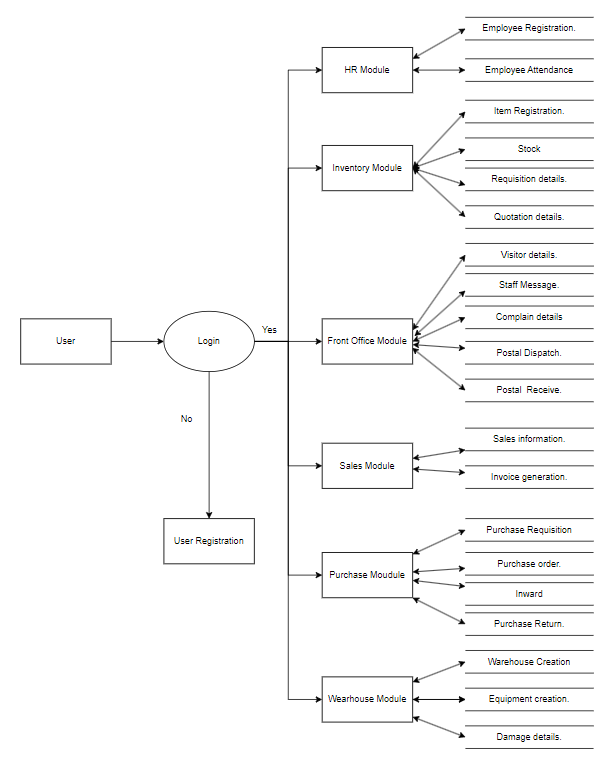 Employee Registration.
HR Module
Employee Attendance
Item Registration.
Stock
Inventory Module
Requisition details.
Quotation details.
Visitor details.
Staff Message.
Complain details
User
Login
Yes
Front Office Module
Postal Dispatch.
Postal  Receive.
No
Sales information.
Sales Module
Invoice generation.
User Registration
Purchase Requisition
Purchase order.
Purchase Moudule
Inward
Purchase Return.
Warehouse Creation
Wearhouse Module
Equipment creation.
Damage details.